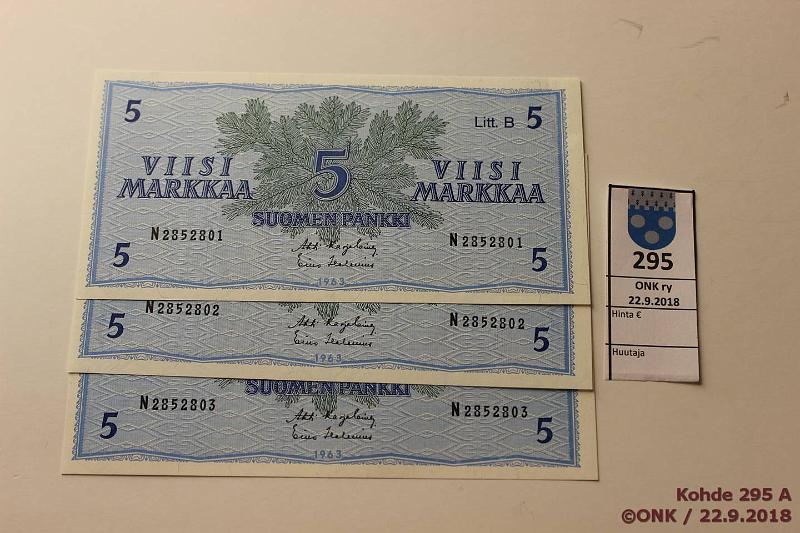 5
Litt. B 5
VIISI 5 VIISI
MARKKAA MARKKAA
SUOMEN PANKKI
N2852801 N2852801
5 5
1963
N2852802 N2852802
5 5
1963
SUOMEN PANKKI
N2852803 N2852803
5 5
1963
295
ONK ry
22.9.2018
Hinta €
Huutaja
Kohde 295 A
©ONK / 22.9.2018